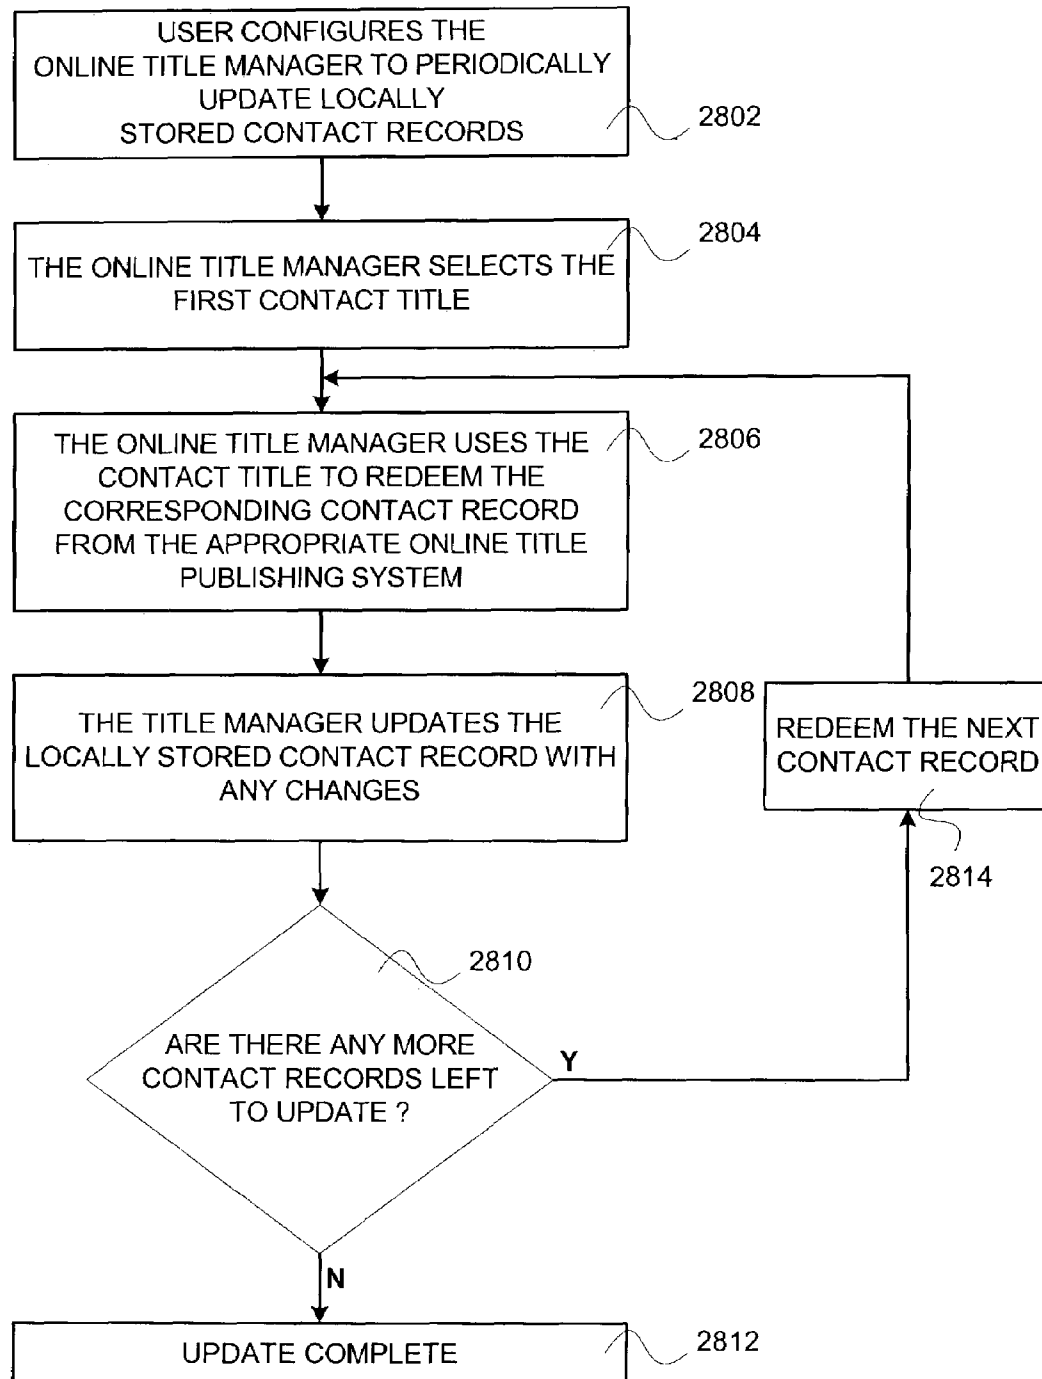 USER CONFIGURES THE
ONLINE TITLE MANAGER TO PERIODICALLY
UPDATE LOCALLY
STORED CONTACT RECORDS
2802
THE ONLINE TITLE MANAGER SELECTS THE
FIRST CONTACT TITLE
2804
THE ONLINE TITLE MANAGER USES THE
CONTACT TITLE TO REDEEM THE
CORRESPONDING CONTACT RECORD
FROM THE APPROPRIATE ONLINE TITLE
PUBLISHING SYSTEM
2806
THE TITLE MANAGER UPDATES THE
LOCALLY STORED CONTACT RECORD WITH
ANY CHANGES
2808
REDEEM THE NEXT
CONTACT RECORD
2814
ARE THERE ANY MORE
CONTACT RECORDS LEFT
TO UPDATE ?
2810
Y
N
UPDATE COMPLETE
2812